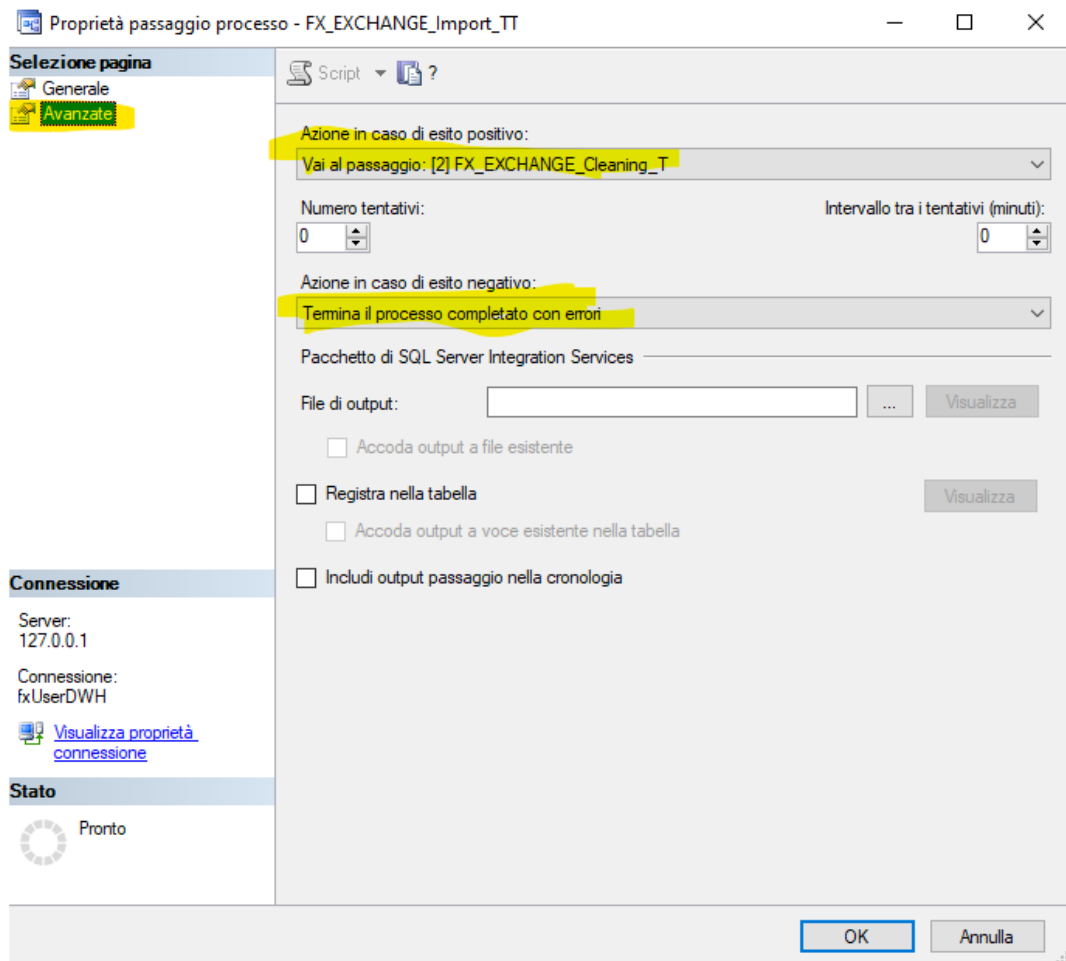 Proprietà passaggio processo - FX_EXCHANGE_Import_TT
Selezione pagina
Generale
Avanzate
Script
?
Azione in caso di esito positivo:
Vai al passaggio: [2] FX_EXCHANGE_Cleaning_T
Numero tentativi:
Intervallo tra i tentativi (minuti):
0
0
Azione in caso di esito negativo:
Termina il processo completato con errori
Pacchetto di SQL Server Integration Services
File di output:
...
Visualizza
Accoda output a file esistente
Registra nella tabella
Visualizza
Accoda output a voce esistente nella tabella
Includi output passaggio nella cronologia
Connessione
Server:
127.0.0.1
Connessione:
fxUserDWH
Visualizza proprietà
connessione
Stato
Pronto
OK
Annulla